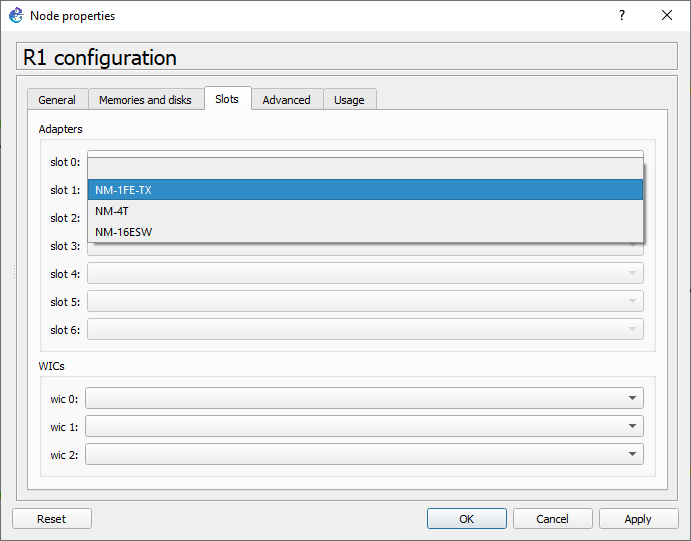 Node properties
?
R1 configuration
General Memories and disks Slots Advanced Usage
Adapters
slot 0:
slot 1: NM-1FE-TX
slot 2: NM-4T
NM-16ESW
slot 3:
slot 4:
slot 5:
slot 6:
WICs
wic 0:
wic 1:
wic 2:
Reset OK Cancel Apply